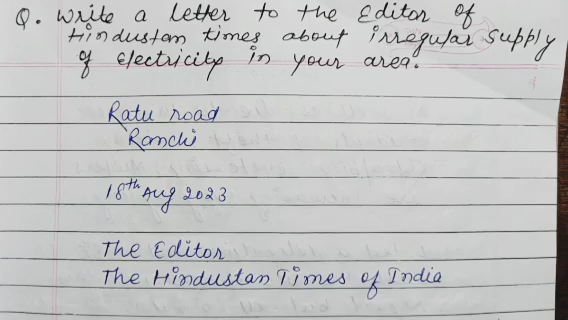 Q. Write a letter to the Editor of
Hindustan times about irregular supply
of electricity in your area.
Ratu road
Ranchi
18th Aug 2023
The Editor
The Hindustan Times of India